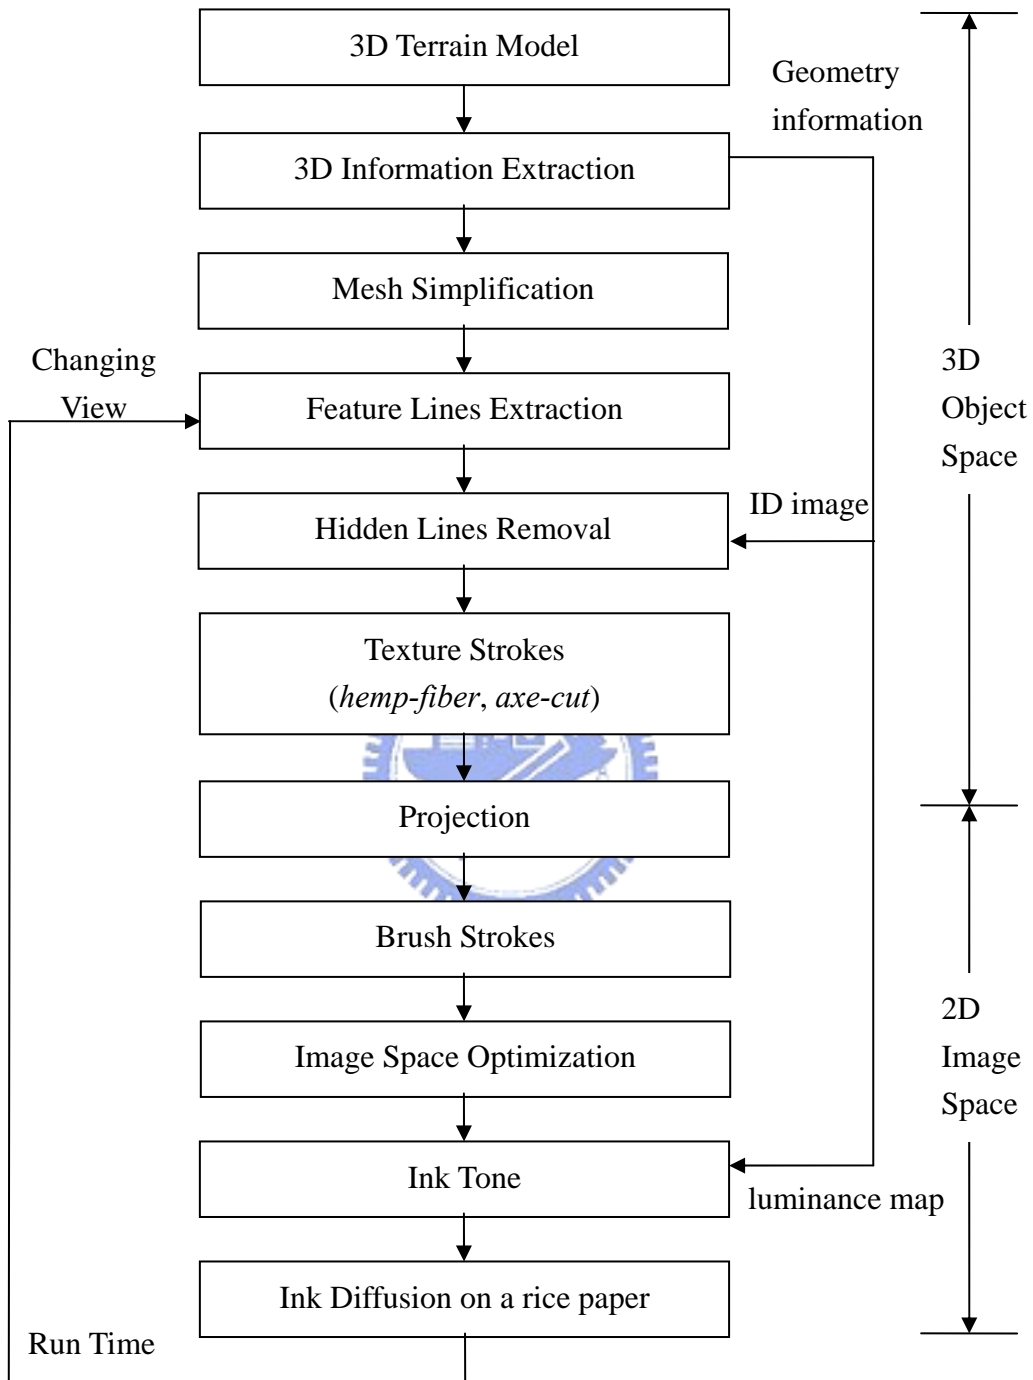 3D Terrain Model
Geometry
information
3D Information Extraction
Mesh Simplification
Changing
View
Feature Lines Extraction
3D
Object
Space
ID image
Hidden Lines Removal
Texture Strokes
(hemp-fiber, axe-cut)
Projection
Brush Strokes
2D
Image
Space
Image Space Optimization
Ink Tone
luminance map
Ink Diffusion on a rice paper
Run Time